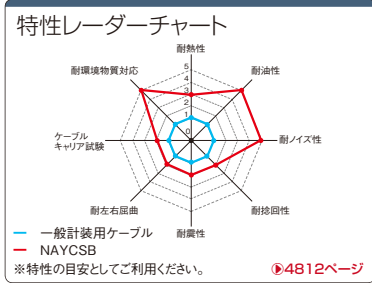 特性レーダーチャート
耐熱性
耐環境物質対応
耐油性
5
4
3
2
1
0
ケーブル
キャリア試験
耐ノイズ性
耐左右屈曲
耐捻回性
耐震性
一般計装用ケーブル
NAYCSB
※特性の目安としてご利用ください。
4812ページ